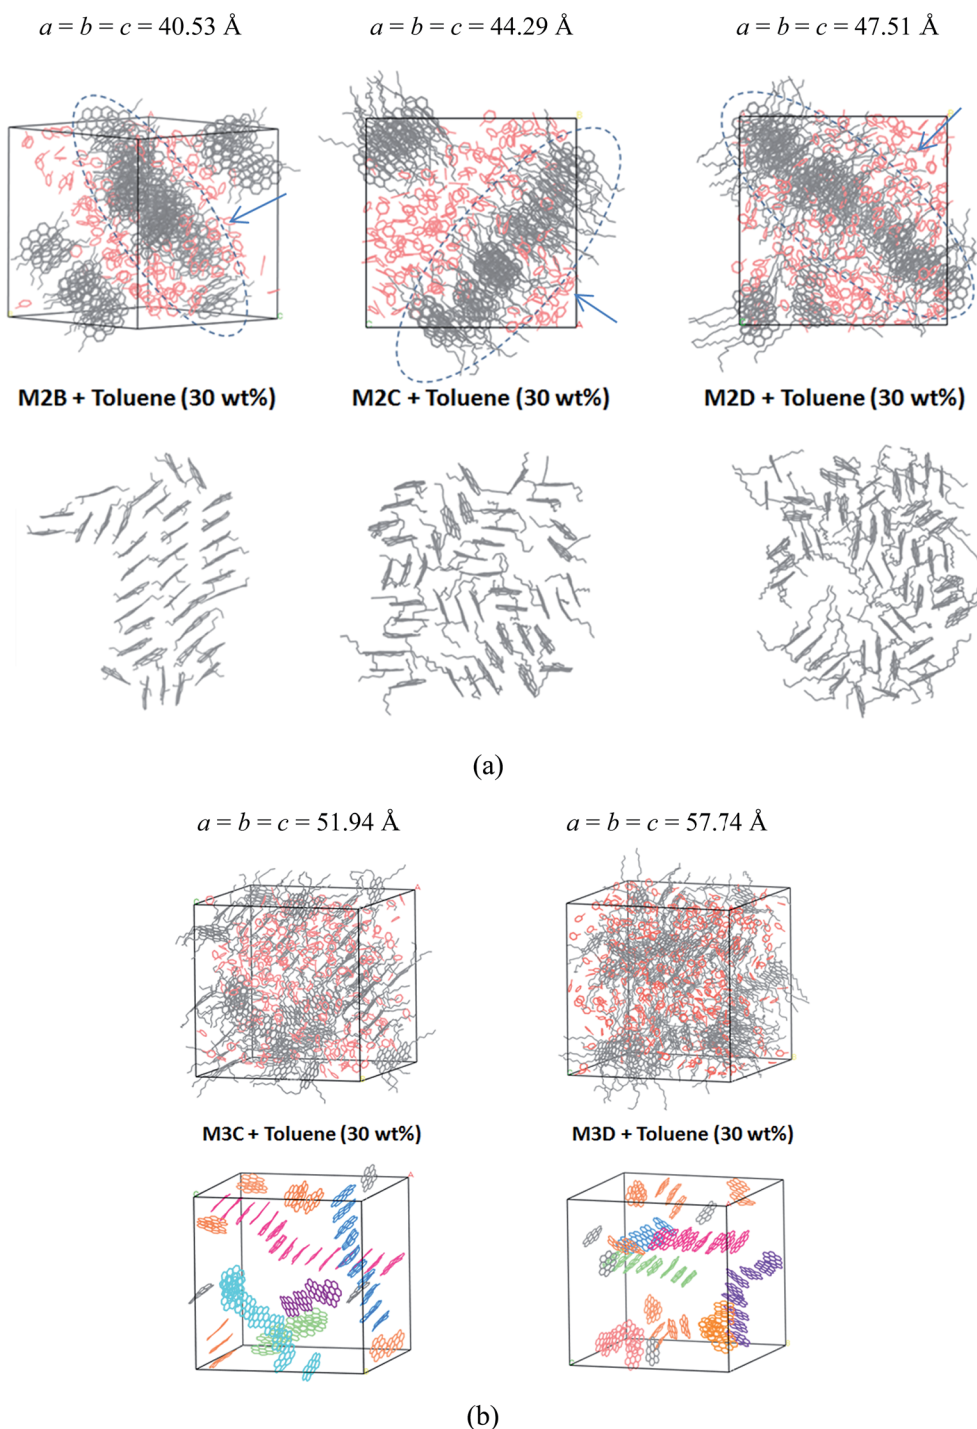 a = b = c = 40.53 Å
a = b = c = 44.29 Å
a = b = c = 47.51 Å
M2B + Toluene (30 wt%)
M2C + Toluene (30 wt%)
M2D + Toluene (30 wt%)
(a)
a = b = c = 51.94 Å
a = b = c = 57.74 Å
M3C + Toluene (30 wt%)
M3D + Toluene (30 wt%)
(b)